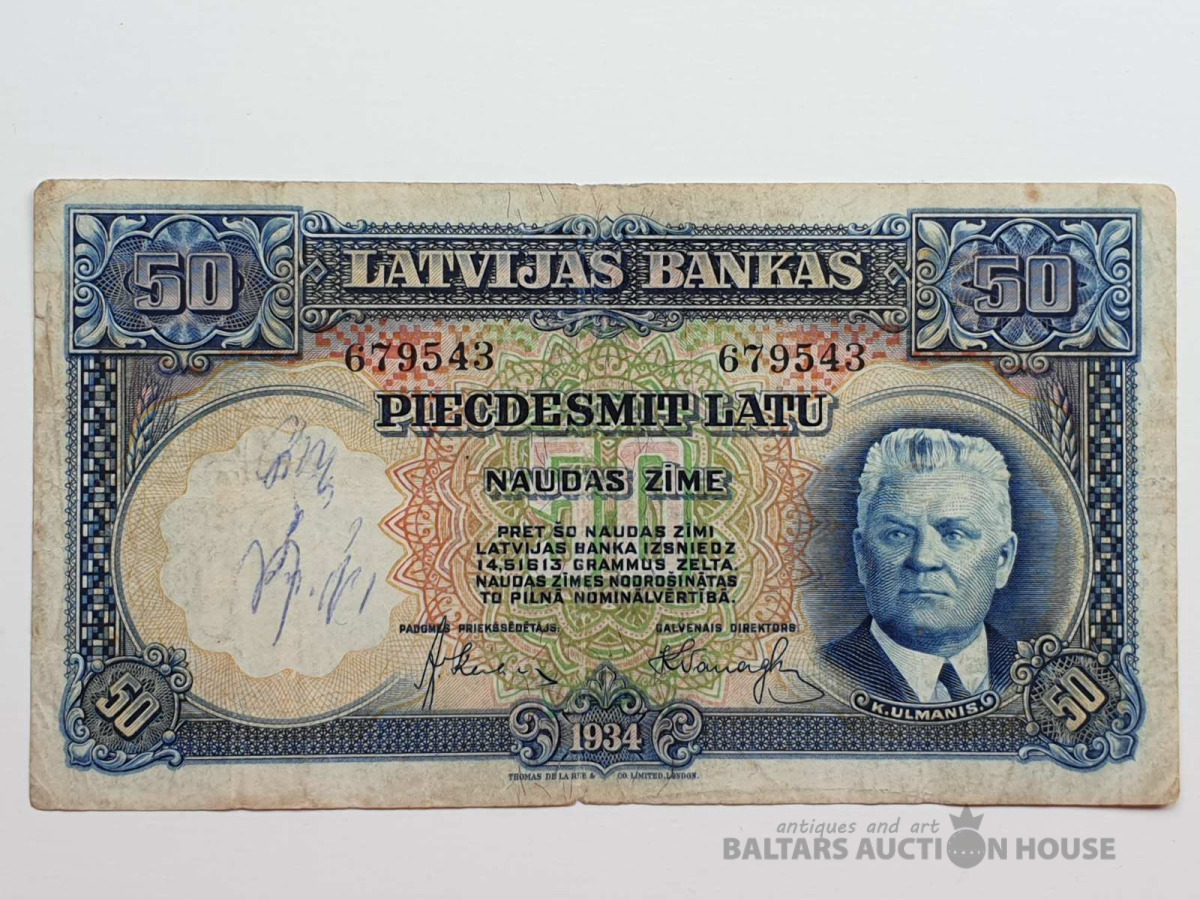 50 LATVIJAS BANKAS 50
679543 679543
PIECDESMIT LATU
50
NAUDAS ZĪME
PRET ŠO NAUDAS ZĪMI
LATVIJAS BANKA IZSNIEDZ
14,51613 GRAMMUS ZELTA.
NAUDAS ZĪMES NODROŠINĀTAS
TO PILNĀ NOMINĀLVĒRTĪBĀ.
PADOMES PRIEKŠSĒDĒTĀJS: GALVENAIS DIREKTORS:
K. ULMANIS.
50 1934 50
THOMAS DE LA RUE & CO. LIMITED, LONDON.
antiques and art
BALTARS AUCTION HOUSE